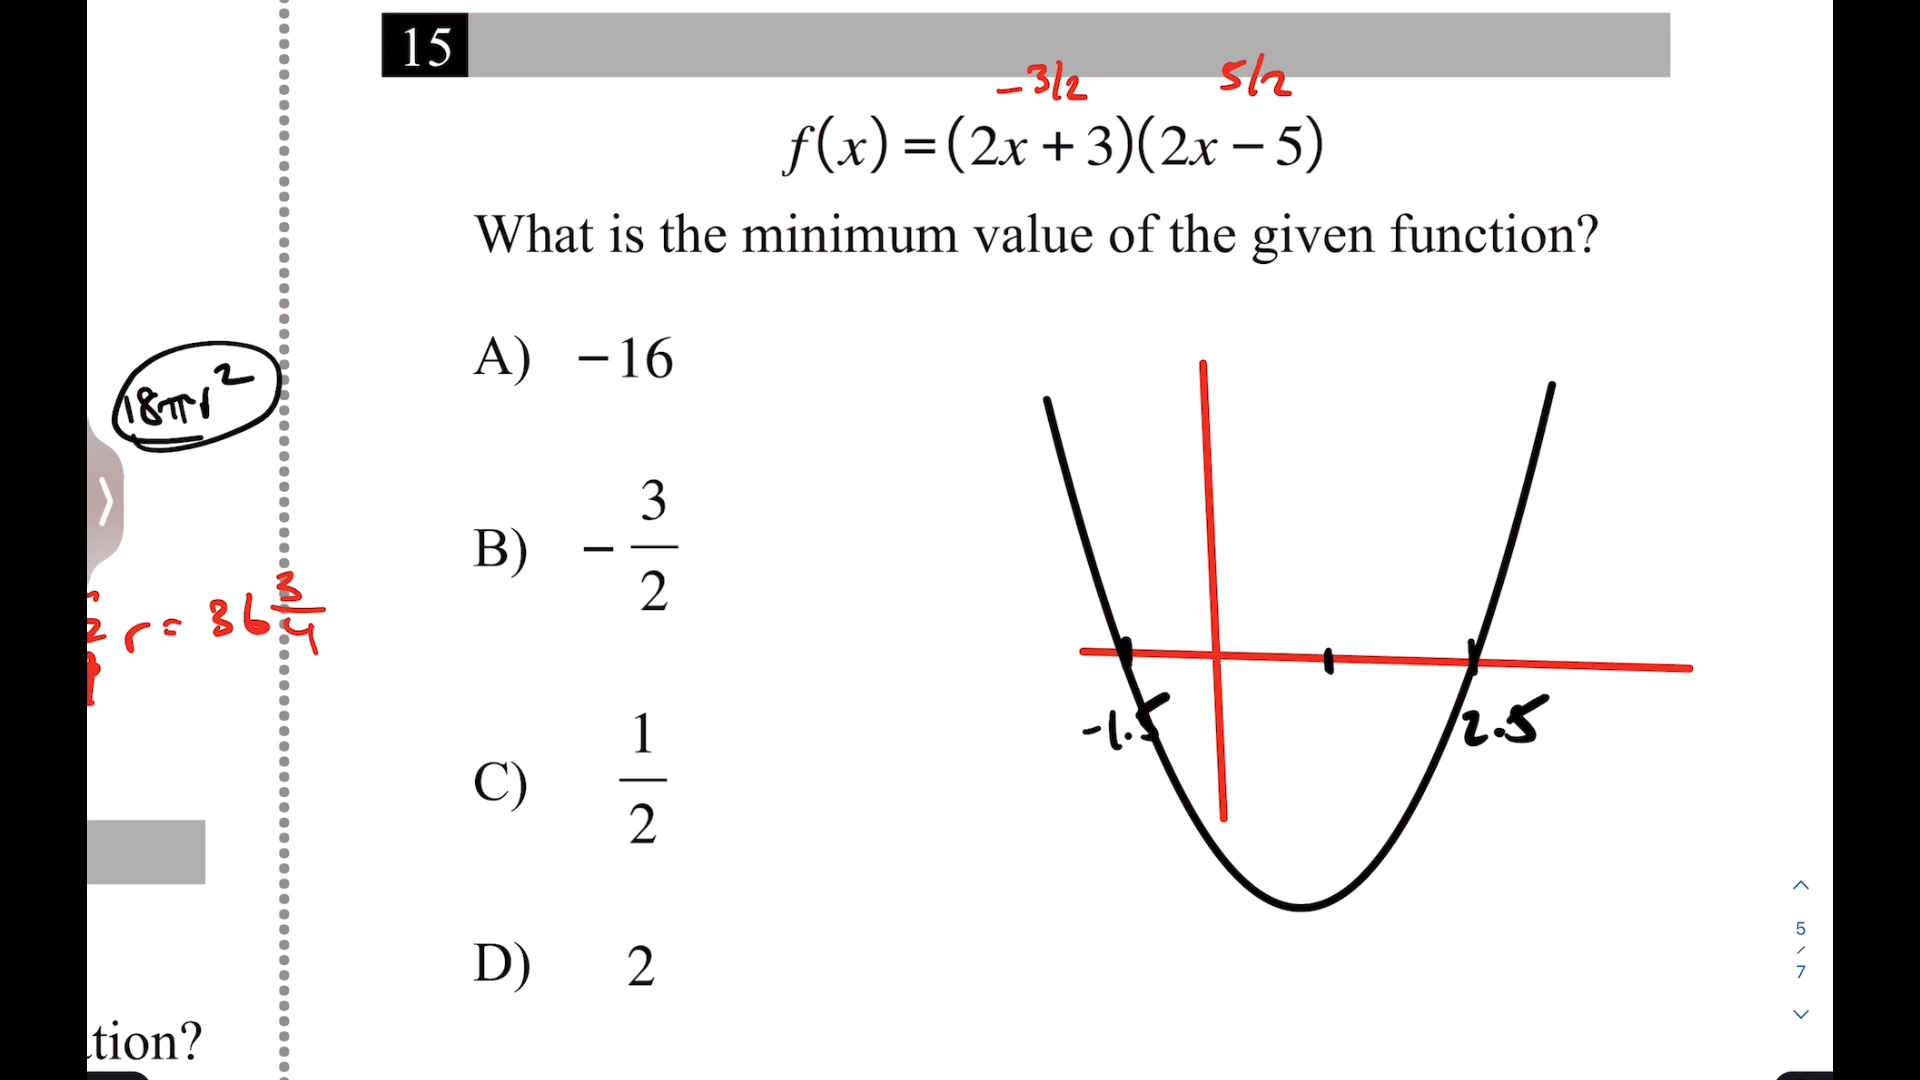 15
-3/2 5/2
f(x) = (2x + 3)(2x − 5)
What is the minimum value of the given function?
A) −16
B) −3/2
C) 1/2
D) 2
-1.5 2.5
18πr²
r = 36 3/4
tion?
5
/
7